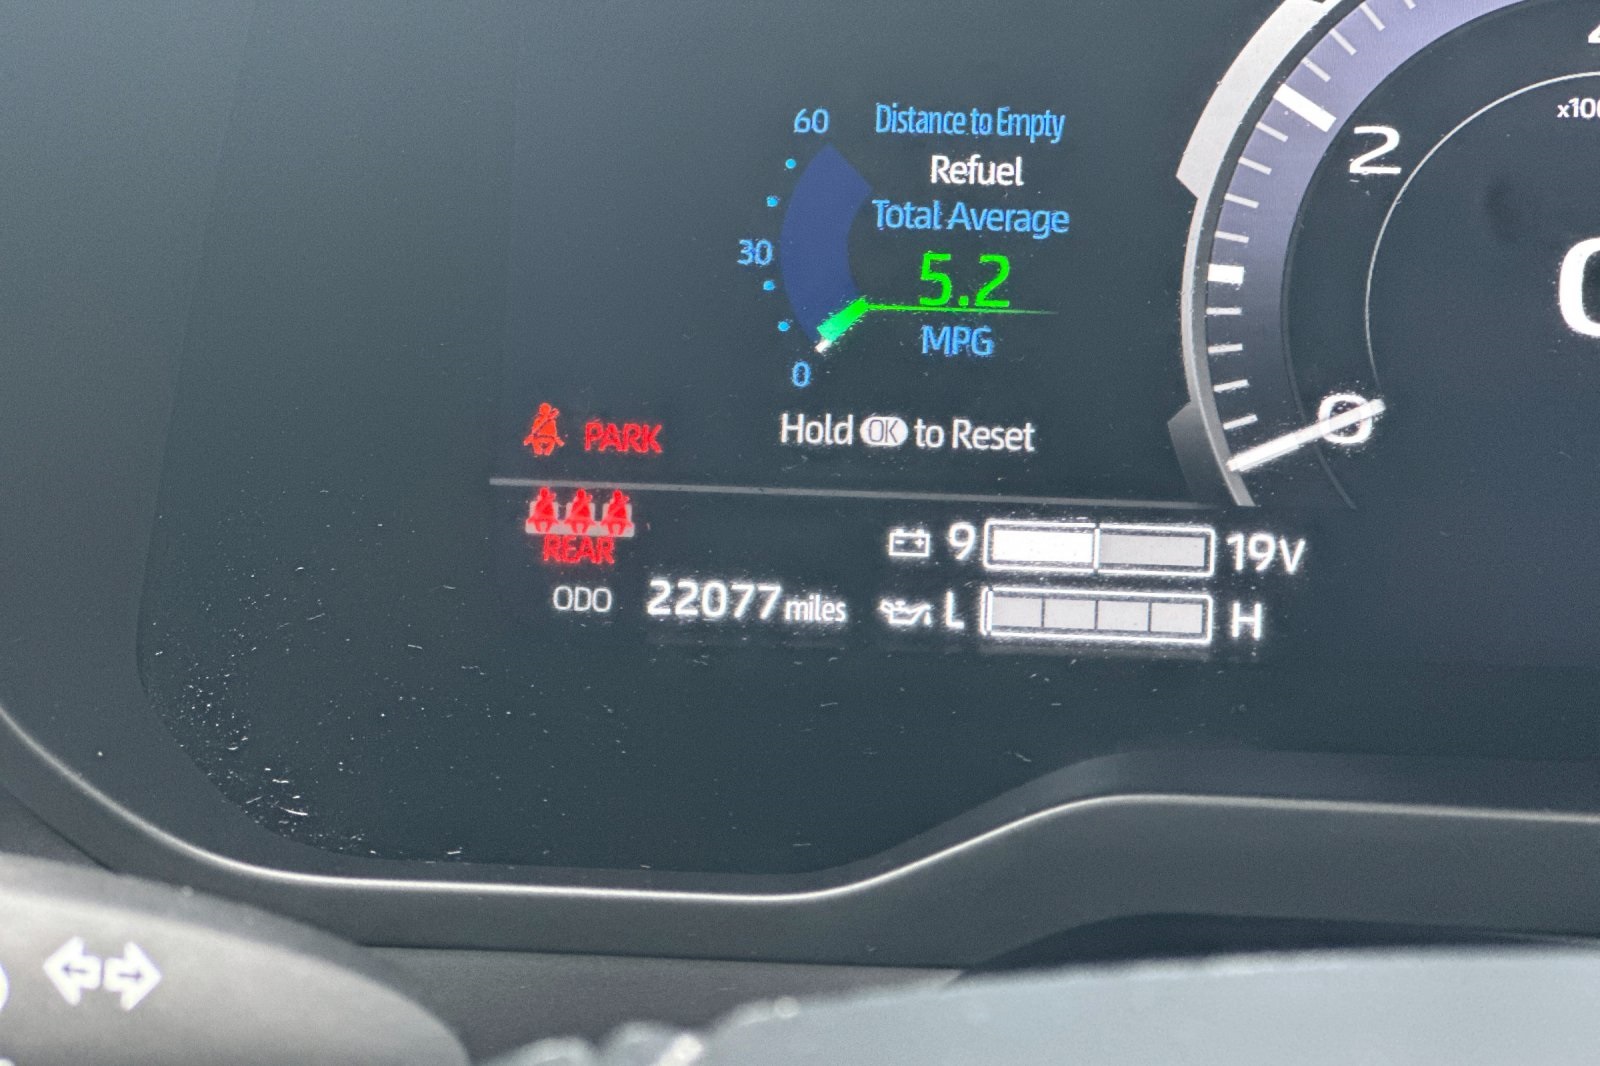 60
Distance to Empty
Refuel
Total Average
30
5.2
MPG
0
PARK
Hold OK to Reset
REAR
9
19V
ODO 22077 miles
L
H
2
0